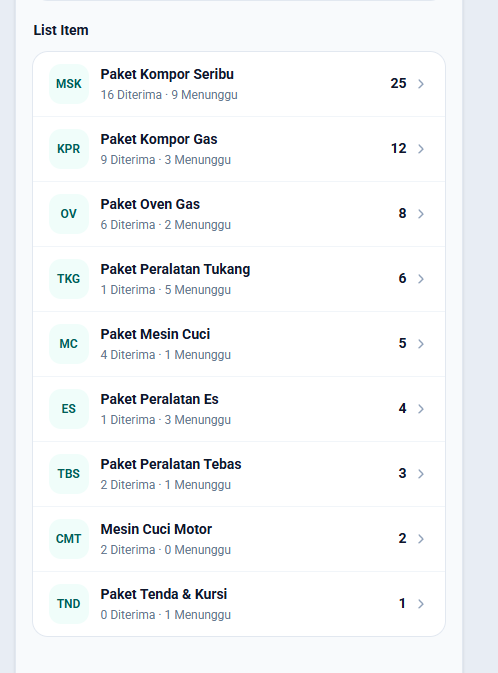 List Item
MSK
Paket Kompor Seribu
16 Diterima · 9 Menunggu
25
KPR
Paket Kompor Gas
9 Diterima · 3 Menunggu
12
OV
Paket Oven Gas
6 Diterima · 2 Menunggu
8
TKG
Paket Peralatan Tukang
1 Diterima · 5 Menunggu
6
MC
Paket Mesin Cuci
4 Diterima · 1 Menunggu
5
ES
Paket Peralatan Es
1 Diterima · 3 Menunggu
4
TBS
Paket Peralatan Tebas
2 Diterima · 1 Menunggu
3
CMT
Mesin Cuci Motor
2 Diterima · 0 Menunggu
2
TND
Paket Tenda & Kursi
0 Diterima · 1 Menunggu
1